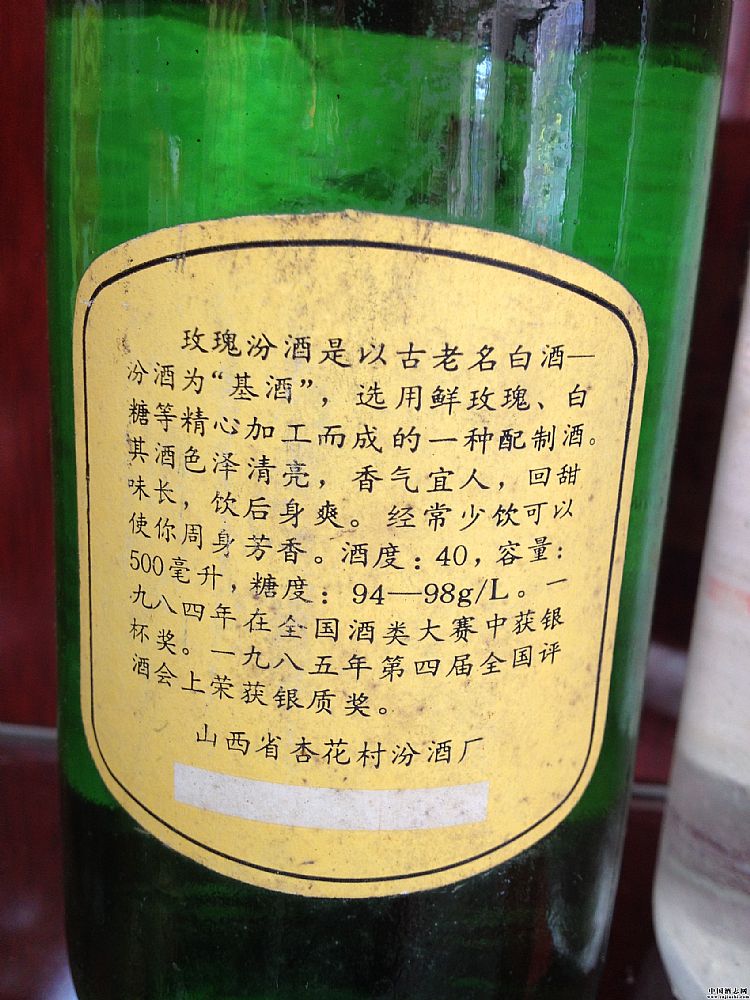 玫瑰汾酒是以古老名白酒—
汾酒为“基酒”，选用鲜玫瑰、白
糖等精心加工而成的一种配制酒。
其酒色泽清亮，香气宜人，回甜
味长，饮后身爽。经常少饮可以
使你周身芳香。酒度：40，容量：
500毫升，糖度：94—98g/L。一
九八四年在全国酒类大赛中获银
杯奖。一九八五年第四届全国评
酒会上荣获银质奖。
山西省杏花村汾酒厂
中国酒志网